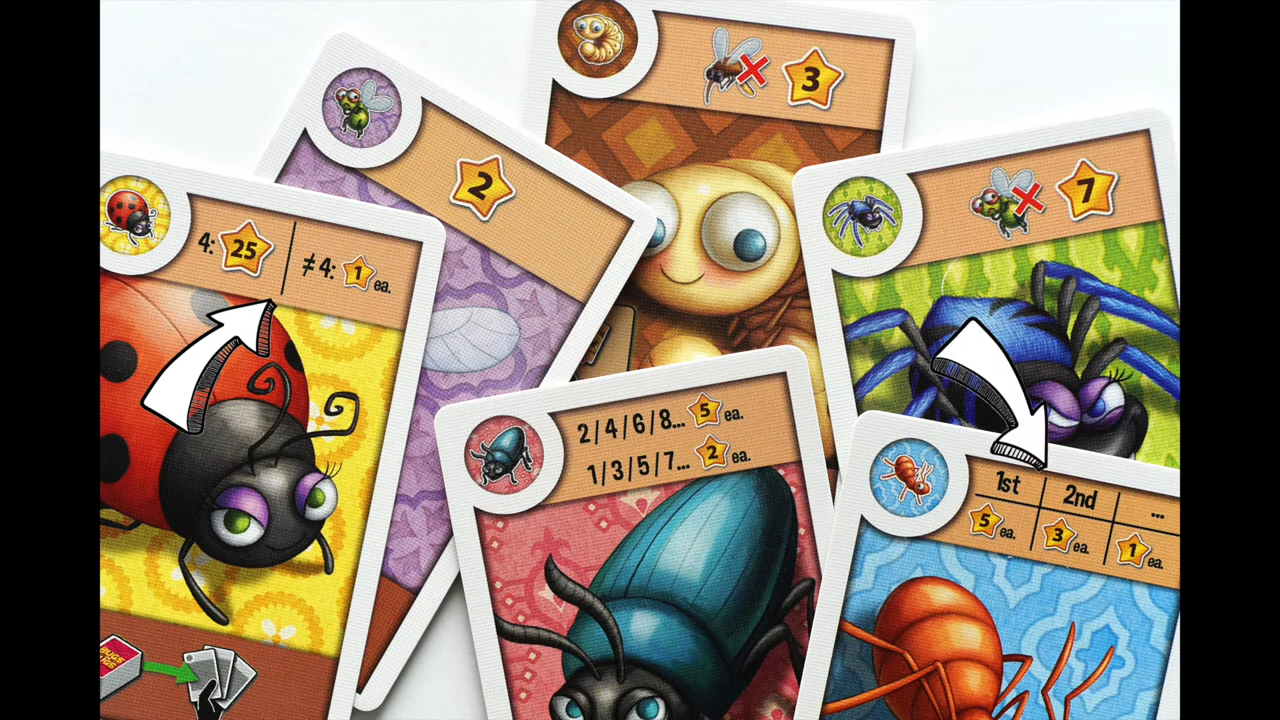 3
2
7
4: 25
≠4: 1 ea.
2/4/6/8... 5 ea.
1/3/5/7... 2 ea.
1st 2nd ...
5 ea. 3 ea. 1 ea.
BUGS